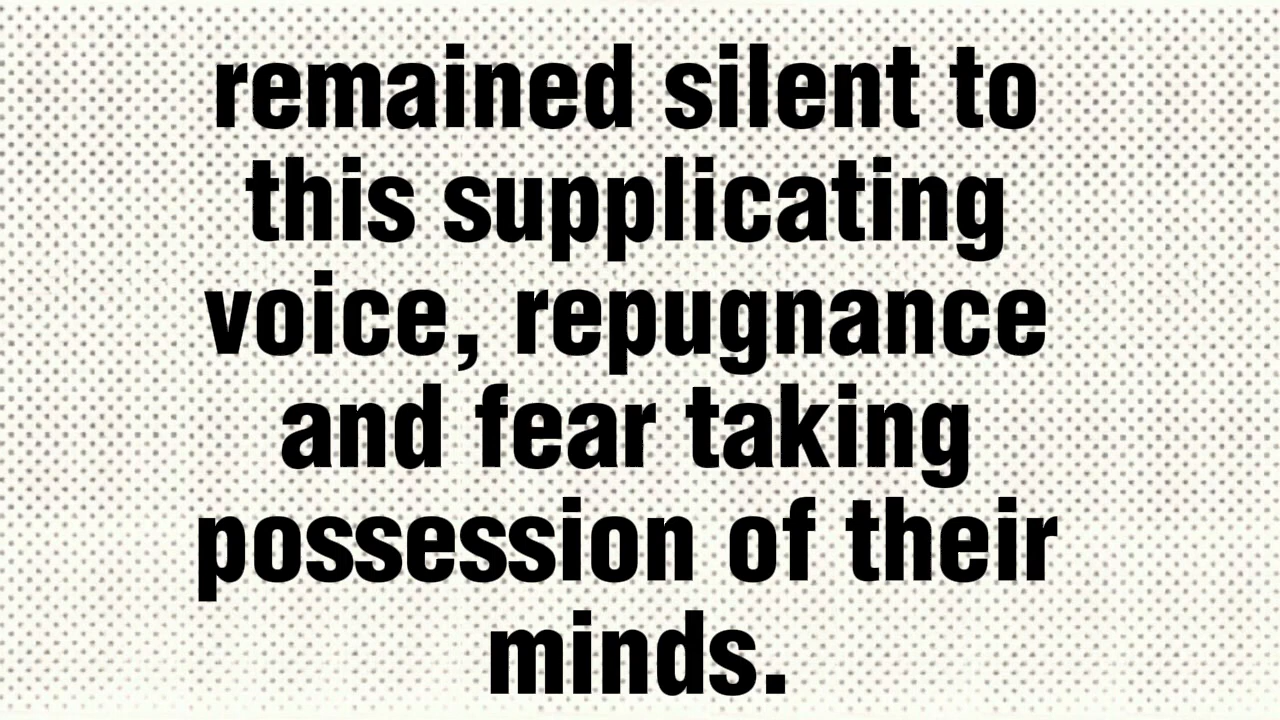 remained silent to
this supplicating
voice, repugnance
and fear taking
possession of their
minds.